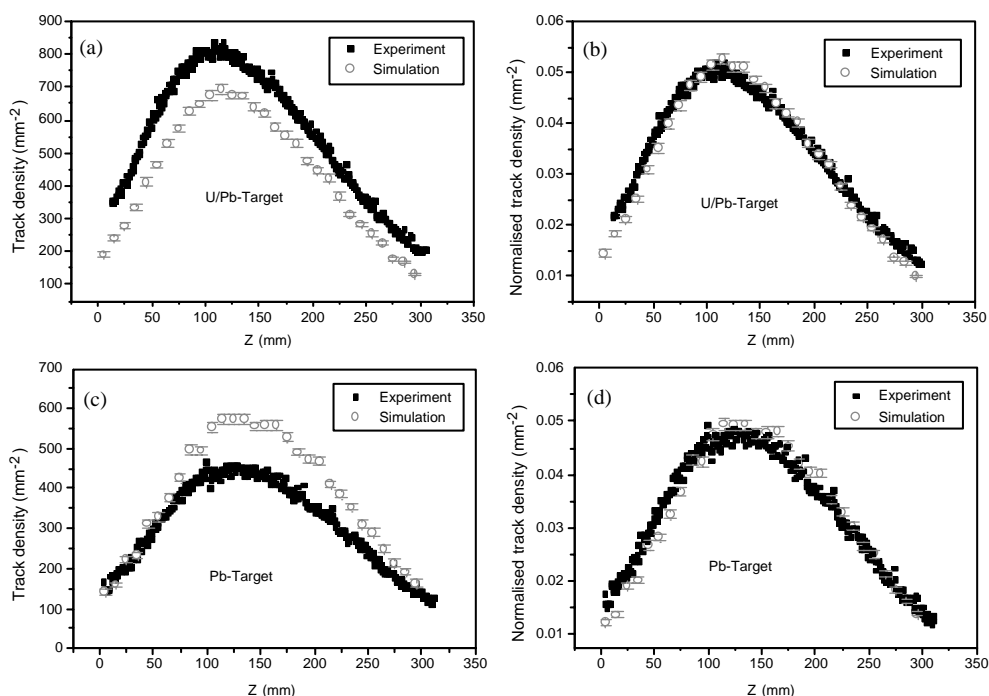 (a)
Experiment
Simulation
U/Pb-Target
Track density (mm-2)
900
800
700
600
500
400
300
200
100
0 50 100 150 200 250 300 350
Z (mm)
(b)
Experiment
Simulation
U/Pb-Target
Normalised track density (mm-2)
0.06
0.05
0.04
0.03
0.02
0.01
0 50 100 150 200 250 300 350
Z (mm)
(c)
Experiment
Simulation
Pb-Target
Track density (mm-2)
700
600
500
400
300
200
100
0
0 50 100 150 200 250 300 350
Z (mm)
(d)
Experiment
Simulation
Pb-Target
Normalised track density (mm-2)
0.06
0.05
0.04
0.03
0.02
0.01
0 50 100 150 200 250 300 350
Z (mm)